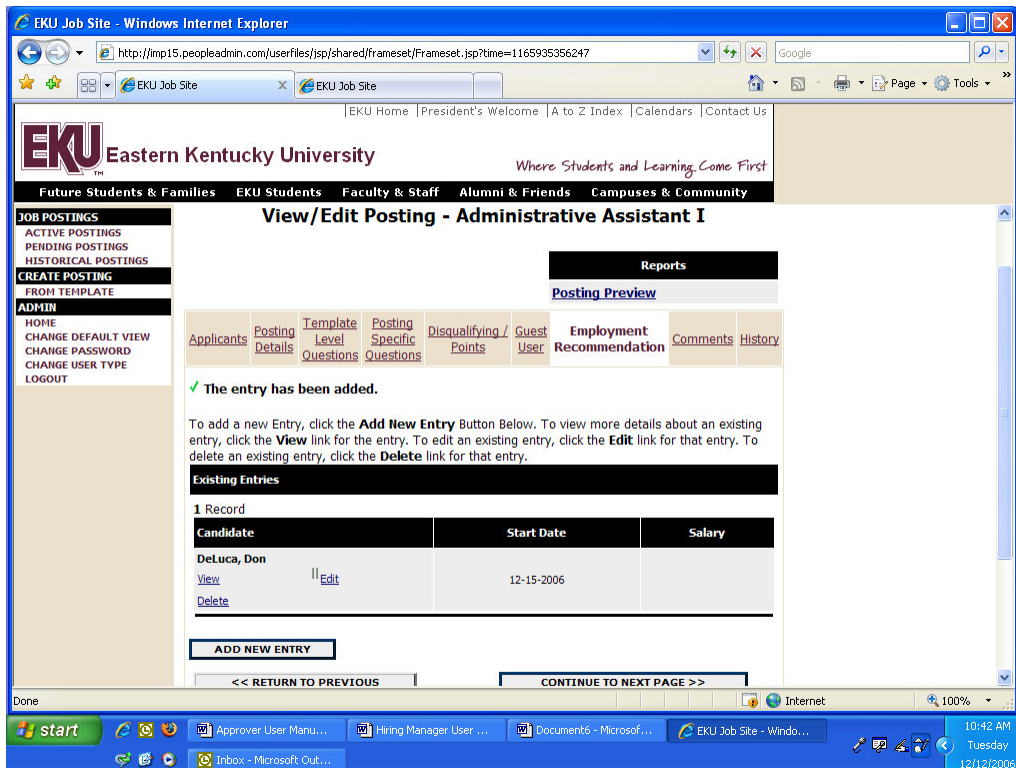 EKU Job Site - Windows Internet Explorer
http://imp15.peopleadmin.com/userfiles/jsp/shared/frameset/Frameset.jsp?time=1165935356247
Google
EKU Job Site
EKU Job Site
Page
Tools
EKU Home | President's Welcome | A to Z Index | Calendars | Contact Us
EKU TM Eastern Kentucky University
Where Students and Learning Come First
Future Students & Families EKU Students Faculty & Staff Alumni & Friends Campuses & Community
JOB POSTINGS
ACTIVE POSTINGS
PENDING POSTINGS
HISTORICAL POSTINGS
CREATE POSTING
FROM TEMPLATE
ADMIN
HOME
CHANGE DEFAULT VIEW
CHANGE PASSWORD
CHANGE USER TYPE
LOGOUT
View/Edit Posting - Administrative Assistant I
Reports
Posting Preview
Applicants
Posting
Details
Template
Level
Questions
Posting
Specific
Questions
Disqualifying /
Points
Guest
User
Employment
Recommendation
Comments
History
The entry has been added.
To add a new Entry, click the Add New Entry Button Below. To view more details about an existing
entry, click the View link for the entry. To edit an existing entry, click the Edit link for that entry. To
delete an existing entry, click the Delete link for that entry.
Existing Entries
1 Record
Candidate Start Date Salary
DeLuca, Don
View || Edit
12-15-2006
Delete
ADD NEW ENTRY
<< RETURN TO PREVIOUS
CONTINUE TO NEXT PAGE >>
Done
Internet
100%
start
Approver User Manu...
Hiring Manager User ...
Document6 - Microsof...
EKU Job Site - Windo...
Inbox - Microsoft Out...
10:42 AM
Tuesday
12/12/2006